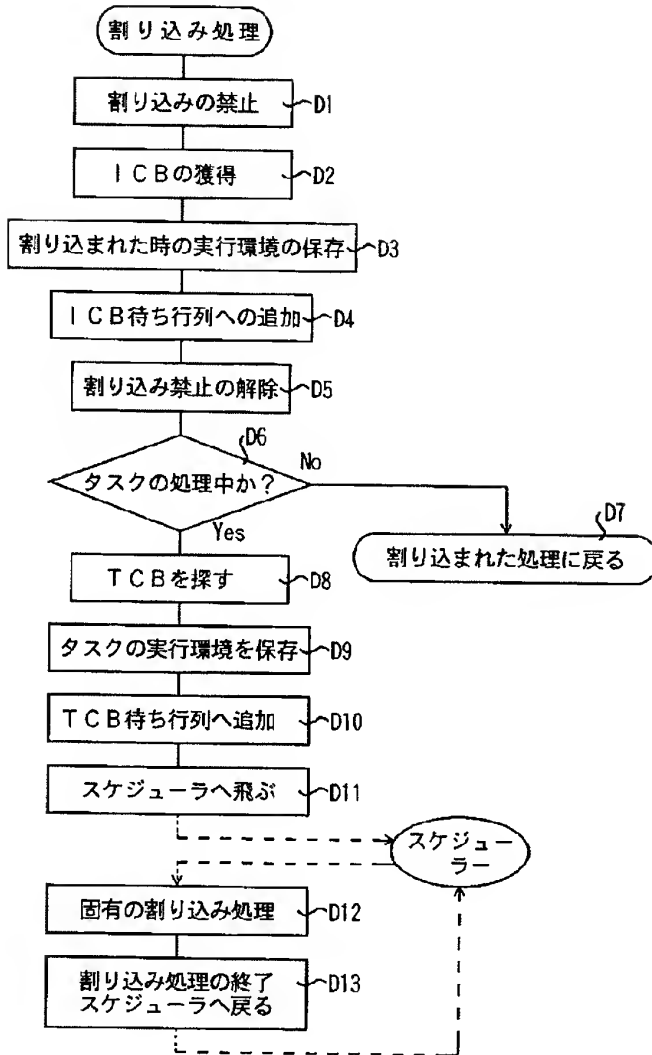 割り込み処理
割り込みの禁止 D1
ICBの獲得 D2
割り込まれた時の実行環境の保存 D3
ICB待ち行列への追加 D4
割り込み禁止の解除 D5
D6
タスクの処理中か？
No
Yes
D7
割り込まれた処理に戻る
TCBを探す D8
タスクの実行環境を保存 D9
TCB待ち行列へ追加 D10
スケジューラへ飛ぶ D11
スケジュー
ラー
固有の割り込み処理 D12
割り込み処理の終了
スケジューラへ戻る D13